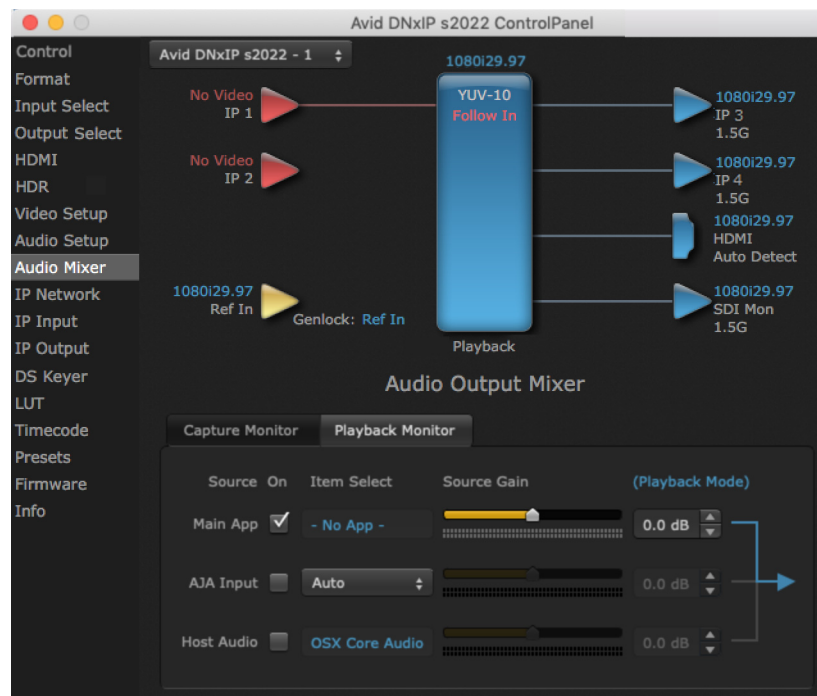 Avid DNxIP s2022 ControlPanel
Control
Format
Input Select
Output Select
HDMI
HDR
Video Setup
Audio Setup
Audio Mixer
IP Network
IP Input
IP Output
DS Keyer
LUT
Timecode
Presets
Firmware
Info
Avid DNxIP s2022 - 1
1080i29.97
No Video
IP 1
YUV-10
Follow In
1080i29.97
IP 3
1.5G
No Video
IP 2
1080i29.97
IP 4
1.5G
1080i29.97
HDMI
Auto Detect
1080i29.97
Ref In
Genlock: Ref In
1080i29.97
SDI Mon
1.5G
Playback
Audio Output Mixer
Capture Monitor Playback Monitor
Source On Item Select Source Gain (Playback Mode)
Main App - No App - 0.0 dB
AJA Input Auto 0.0 dB
Host Audio OSX Core Audio 0.0 dB